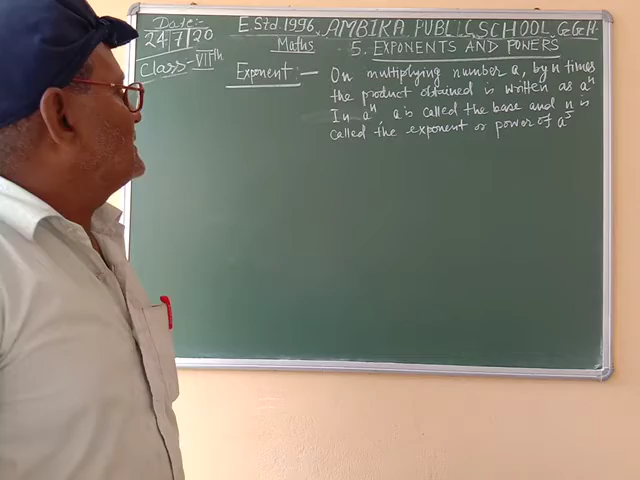 Date:-
24/7/20
Class-VIIth
E.Std.1996. AMBIKA PUBLIC SCHOOL G.G.H.
Maths
5. EXPONENTS AND POWERS
Exponent:— On multiplying number a, by n times
the product obtained is written as aⁿ
In aⁿ, a is called the base and n is
called the exponent or power of a⁵